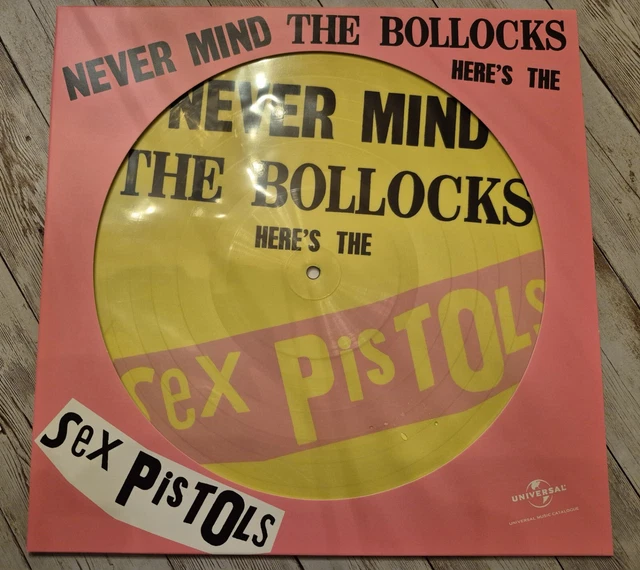 NEVER MIND THE BOLLOCKS
HERE'S THE
NEVER MIND
THE BOLLOCKS
HERE'S THE
Sex PisTOLs
Sex PisTOLs
UNIVERSAL
UNIVERSAL MUSIC CATALOGUE